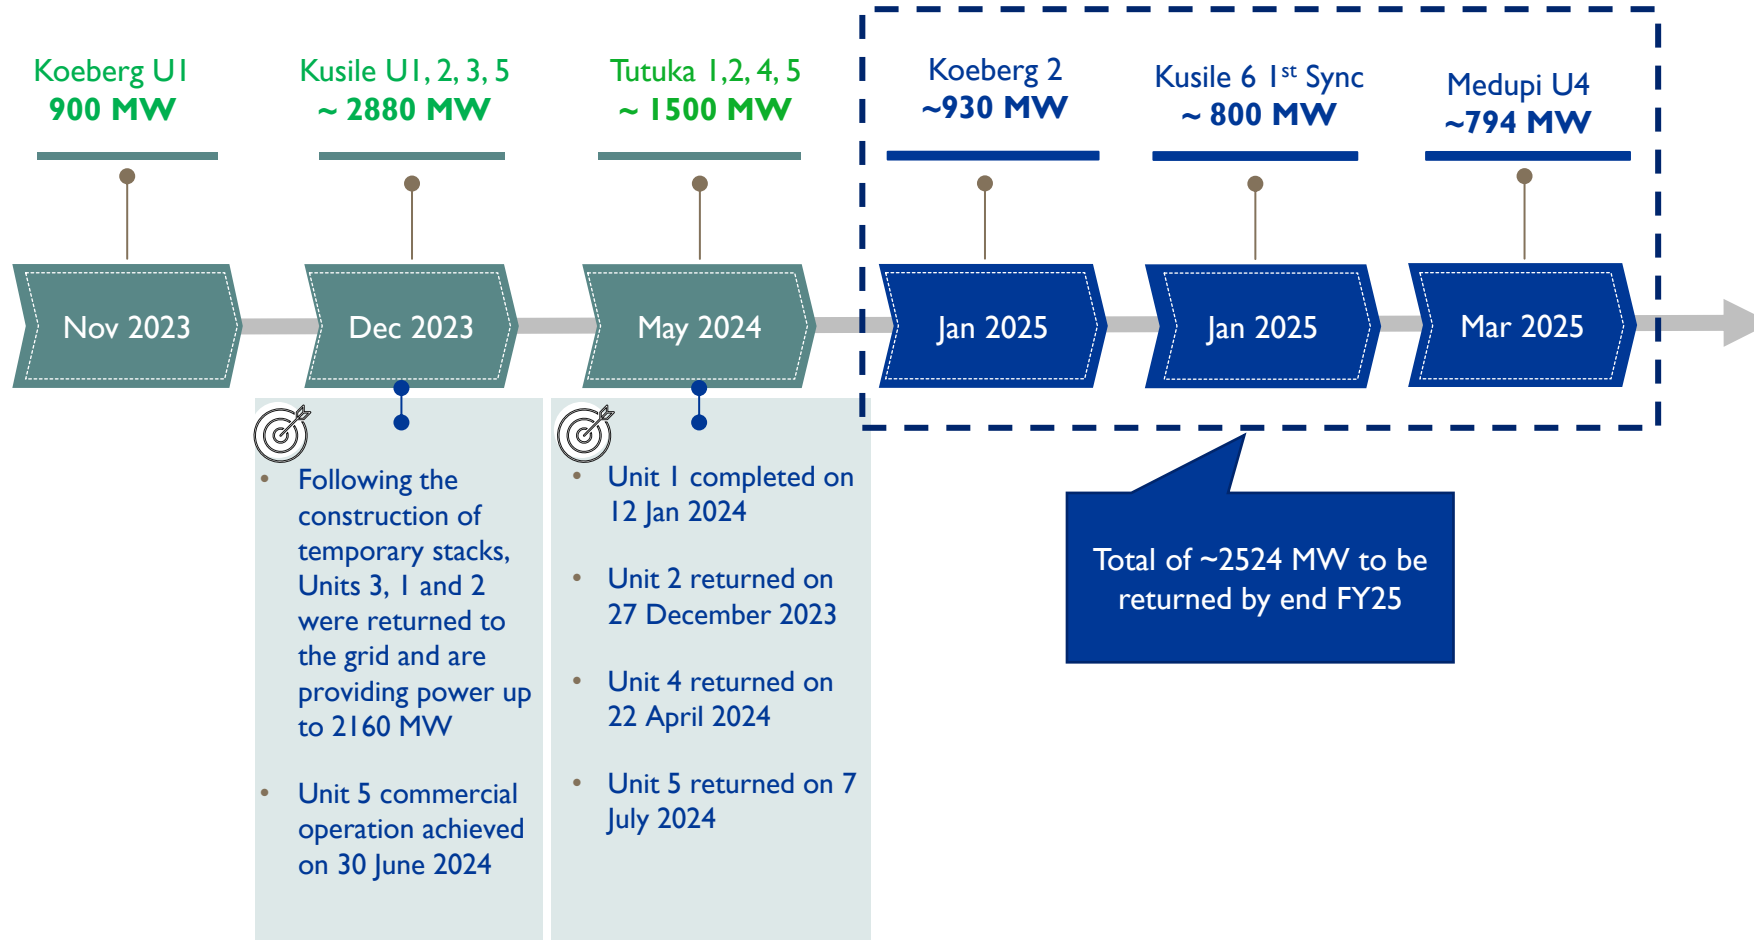 Koeberg U1
900 MW
Kusile U1, 2, 3, 5
~ 2880 MW
Tutuka 1,2, 4, 5
~ 1500 MW
Koeberg 2
~930 MW
Kusile 6 1st Sync
~ 800 MW
Medupi U4
~794 MW
Nov 2023
Dec 2023
May 2024
Jan 2025
Jan 2025
Mar 2025
• Following the
construction of
temporary stacks,
Units 3, 1 and 2
were returned to
the grid and are
providing power up
to 2160 MW
• Unit 5 commercial
operation achieved
on 30 June 2024
• Unit 1 completed on
12 Jan 2024
• Unit 2 returned on
27 December 2023
• Unit 4 returned on
22 April 2024
• Unit 5 returned on 7
July 2024
Total of ~2524 MW to be
returned by end FY25